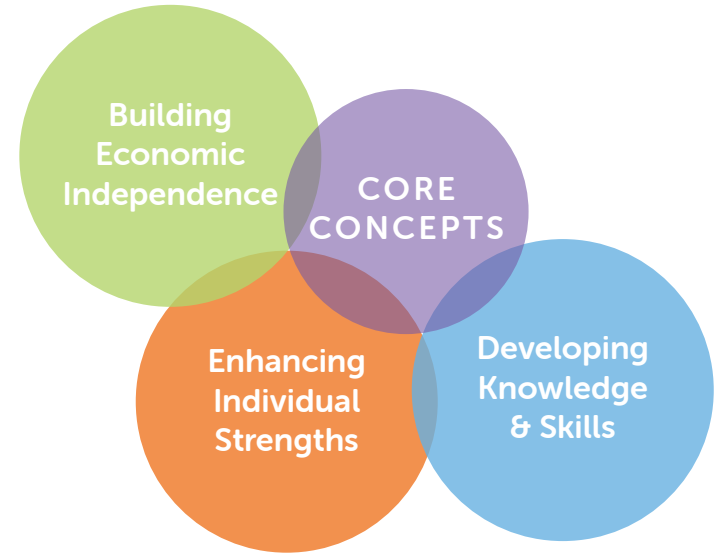 Building
Economic
Independence
CORE
CONCEPTS
Enhancing
Individual
Strengths
Developing
Knowledge
& Skills